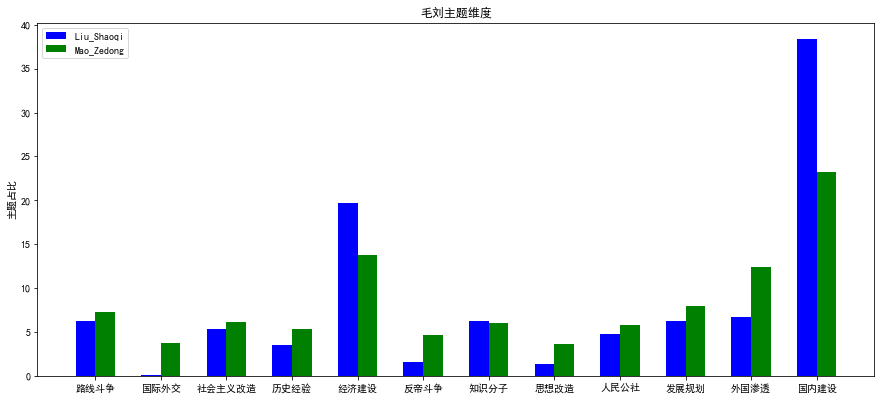 毛刘主题维度
Liu_Shaoqi
Mao_Zedong
主题占比
40
35
30
25
20
15
10
5
0
路线斗争 国际外交 社会主义改造 历史经验 经济建设 反帝斗争 知识分子 思想改造 人民公社 发展规划 外国渗透 国内建设